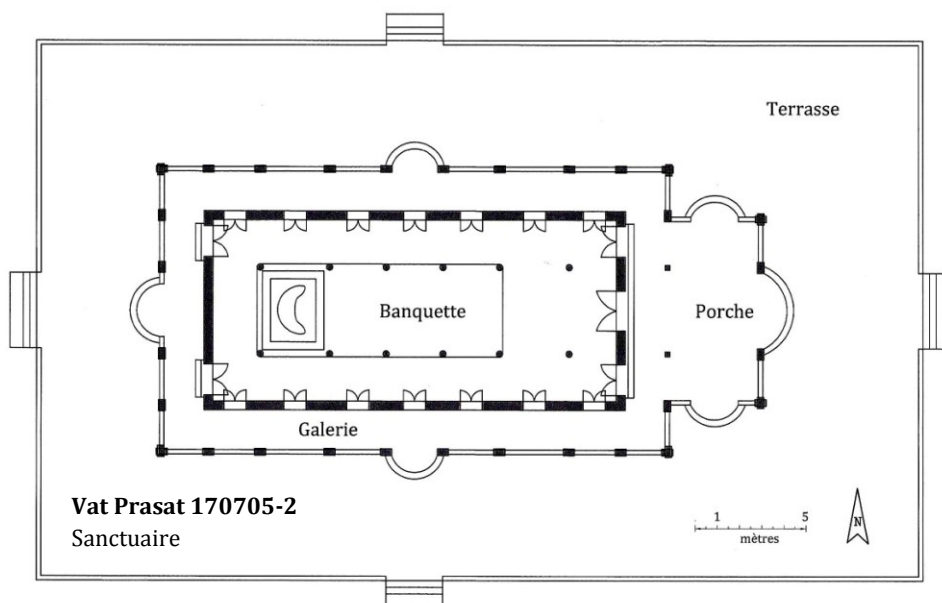 Terrasse
Banquette
Porche
Galerie
Vat Prasat 170705-2
Sanctuaire
1 5
mètres
N